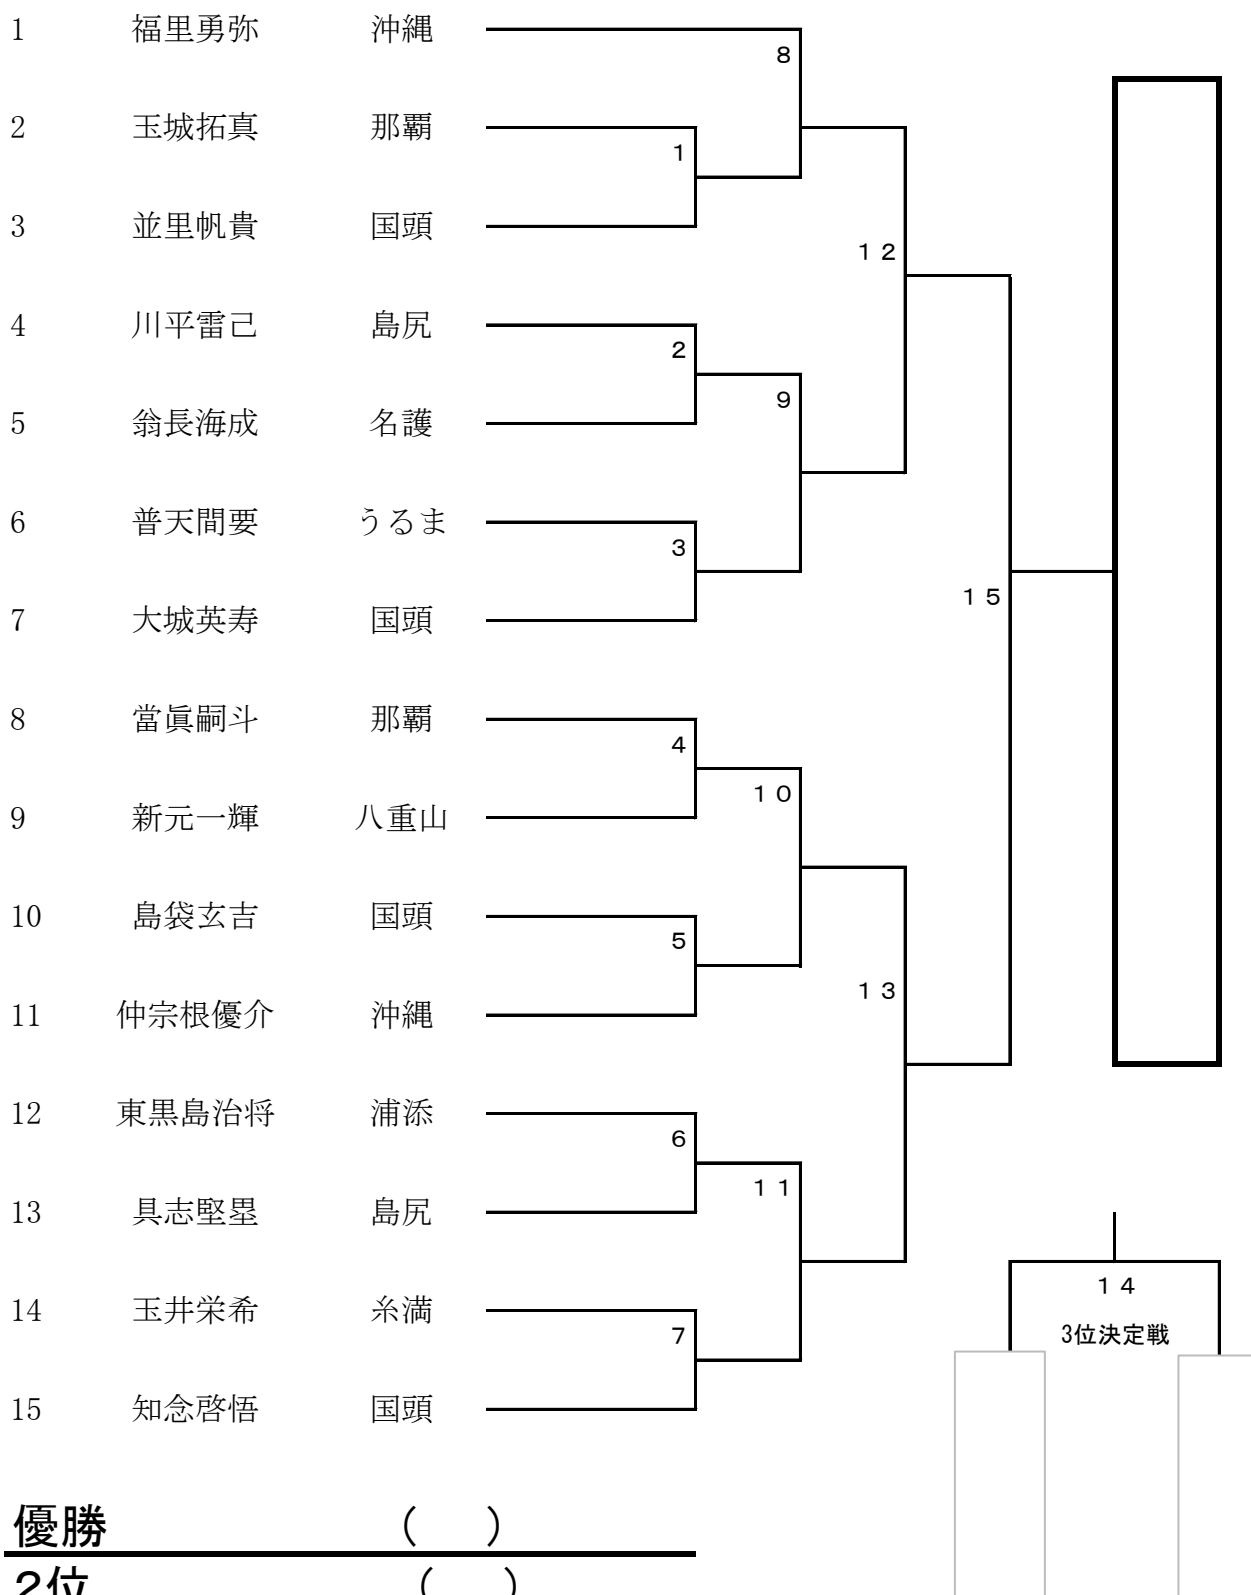 1 福里勇弥 沖縄
8
2 玉城拓真 那覇
1
3 並里帆貴 国頭
12
4 川平雷己 島尻
2
9
5 翁長海成 名護
6 普天間要 うるま
3
15
7 大城英寿 国頭
8 當眞嗣斗 那覇
4
10
9 新元一輝 八重山
10 島袋玄吉 国頭
5
13
11 仲宗根優介 沖縄
12 東黒島治将 浦添
6
11
13 具志堅塁 島尻
14
14 玉井栄希 糸満
7
3位決定戦
15 知念啓悟 国頭
優勝 ( )
2位 ( )